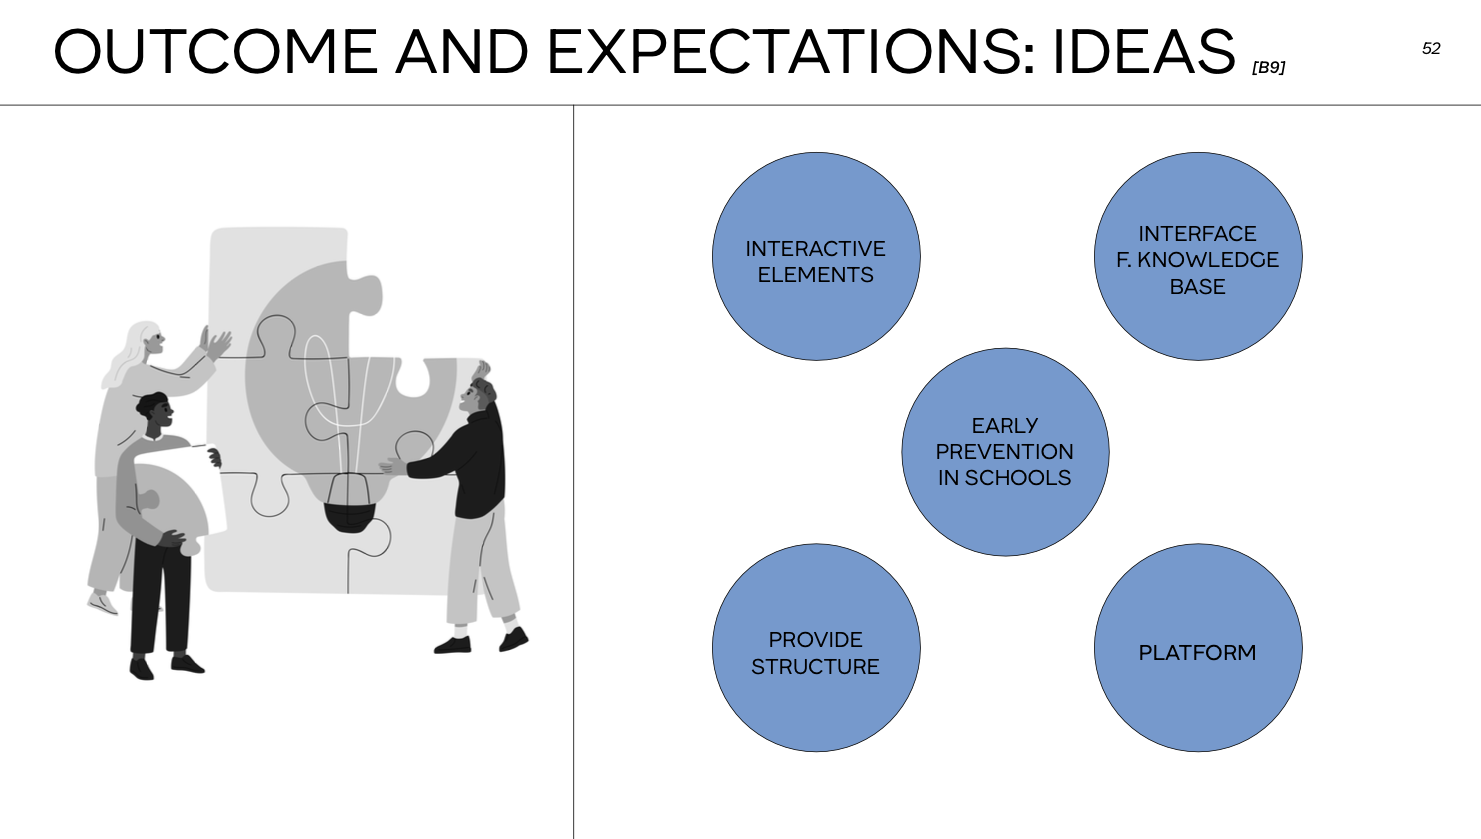 OUTCOME AND EXPECTATIONS: IDEAS [B9]
52
INTERACTIVE
ELEMENTS
INTERFACE
F. KNOWLEDGE
BASE
EARLY
PREVENTION
IN SCHOOLS
PROVIDE
STRUCTURE
PLATFORM